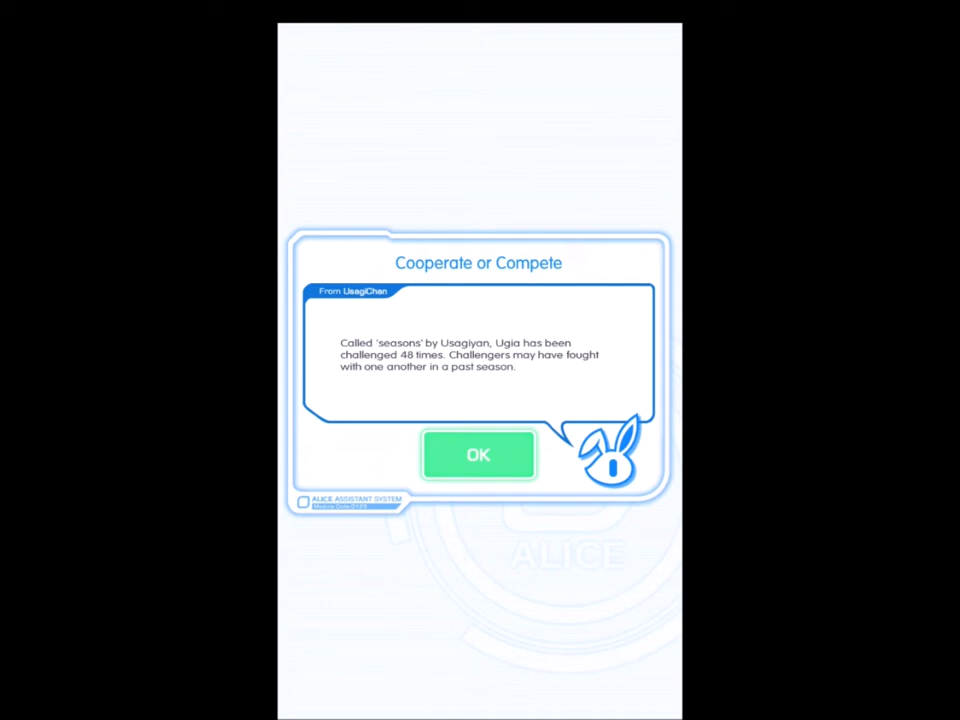 Cooperate or Compete
From UsagiChan
Called 'seasons' by Usagiyan, Ugia has been
challenged 48 times. Challengers may have fought
with one another in a past season.
OK
ALICE ASSISTANT SYSTEM
ALICE